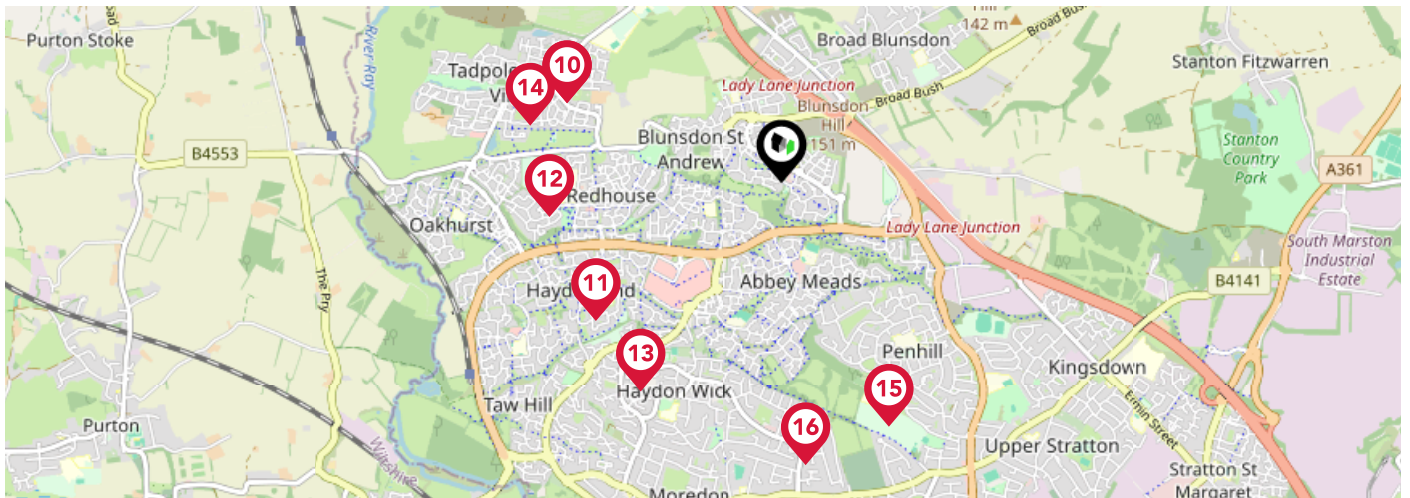 142 m
Broad Bush
Purton Stoke
River Ray
Broad Blunsdon
10
Stanton Fitzwarren
Tadpole
14
Lady Lane Junction
Broad Bush
Blunsdon
Hill
151 m
Blunsdon St
Andrew
Stanton
Country
Park
B4553
A361
12
Redhouse
Oakhurst
Lady Lane Junction
South Marston
Industrial
Estate
The Pry
11
Abbey Meads
B4141
13
Penhill
Kingsdown
15
Haydon Wick
Taw Hill
Ermin Street
Purton
16
Upper Stratton
Wiltshire
Stratton St
Margaret
Moredon